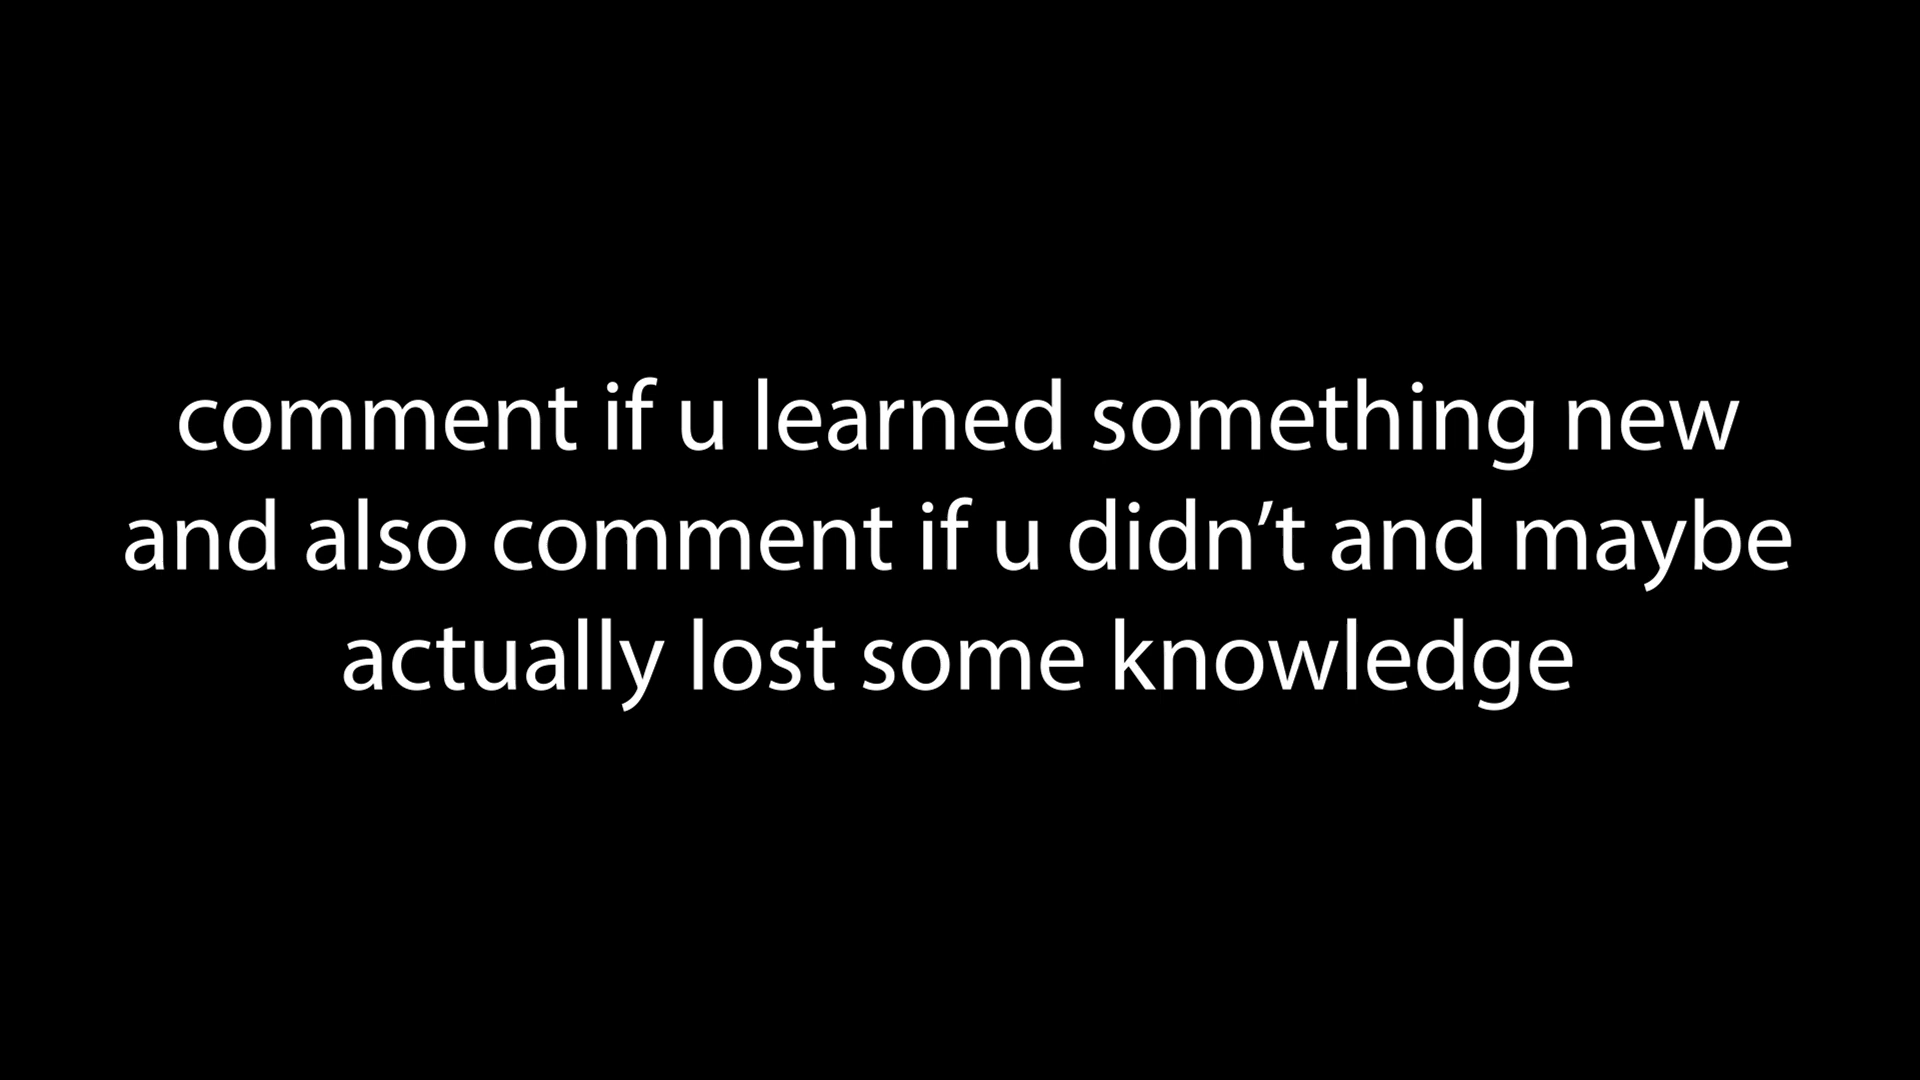 comment if u learned something new
and also comment if u didn’t and maybe
actually lost some knowledge